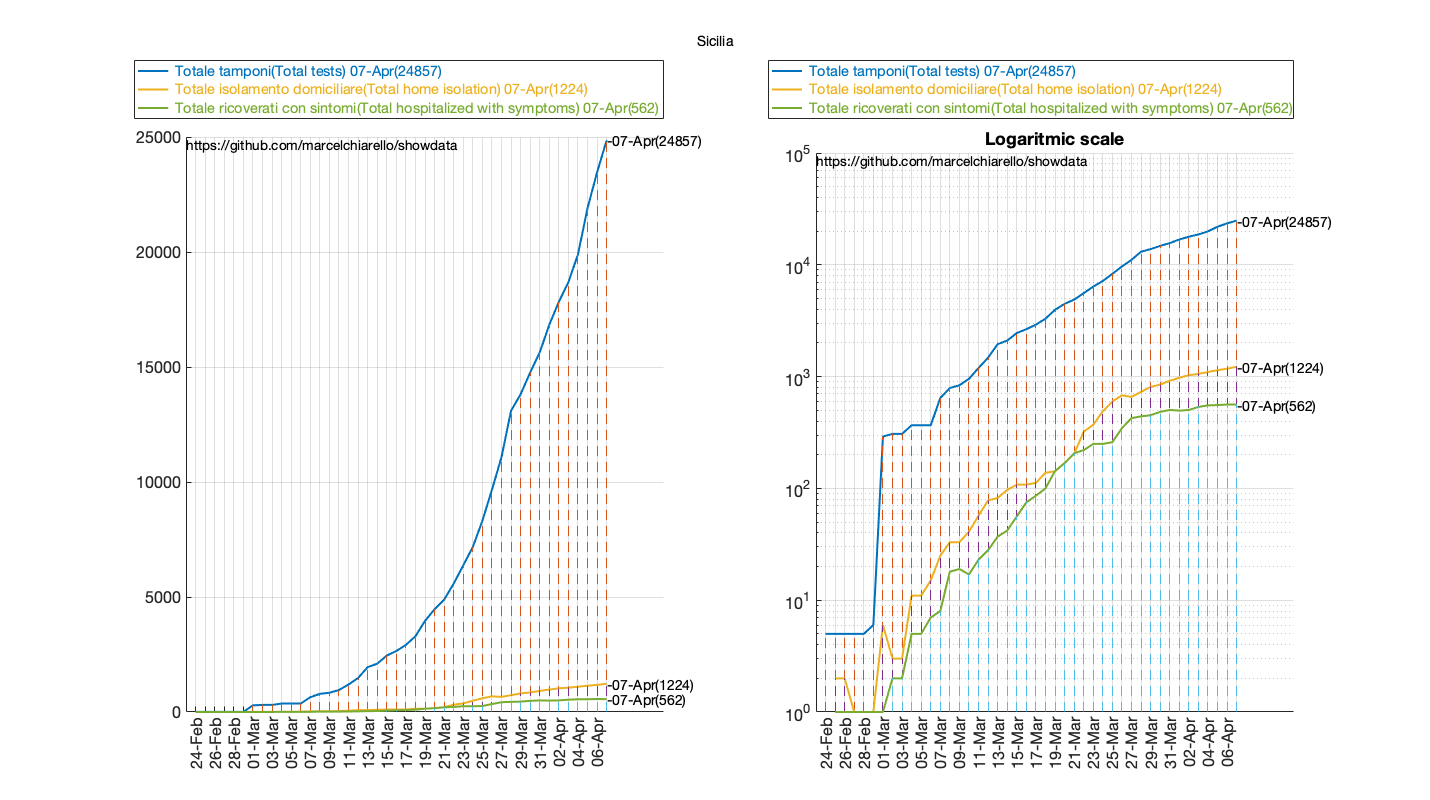 Sicilia
Totale tamponi(Total tests) 07-Apr(24857)
Totale isolamento domiciliare(Total home isolation) 07-Apr(1224)
Totale ricoverati con sintomi(Total hospitalized with symptoms) 07-Apr(562)
https://github.com/marcelchiarello/showdata
25000
20000
15000
10000
5000
0
-07-Apr(24857)
-07-Apr(1224)
-07-Apr(562)
24-Feb
26-Feb
28-Feb
01-Mar
03-Mar
05-Mar
07-Mar
09-Mar
11-Mar
13-Mar
15-Mar
17-Mar
19-Mar
21-Mar
23-Mar
25-Mar
27-Mar
29-Mar
31-Mar
02-Apr
04-Apr
06-Apr
Totale tamponi(Total tests) 07-Apr(24857)
Totale isolamento domiciliare(Total home isolation) 07-Apr(1224)
Totale ricoverati con sintomi(Total hospitalized with symptoms) 07-Apr(562)
Logaritmic scale
https://github.com/marcelchiarello/showdata
10^5
10^4
10^3
10^2
10^1
10^0
-07-Apr(24857)
-07-Apr(1224)
-07-Apr(562)
24-Feb
26-Feb
28-Feb
01-Mar
03-Mar
05-Mar
07-Mar
09-Mar
11-Mar
13-Mar
15-Mar
17-Mar
19-Mar
21-Mar
23-Mar
25-Mar
27-Mar
29-Mar
31-Mar
02-Apr
04-Apr
06-Apr